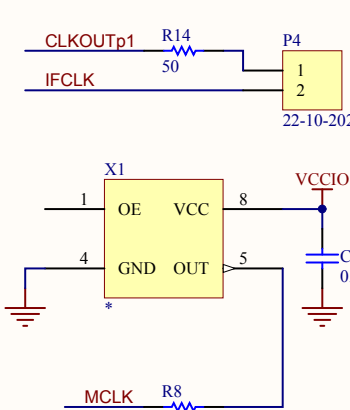 CLKOUTp1
R14
50
P4
IFCLK
1
2
22-10-202
X1
VCCIO
1
OE
VCC
8
4
GND
OUT
5
C
0
*
MCLK
R8